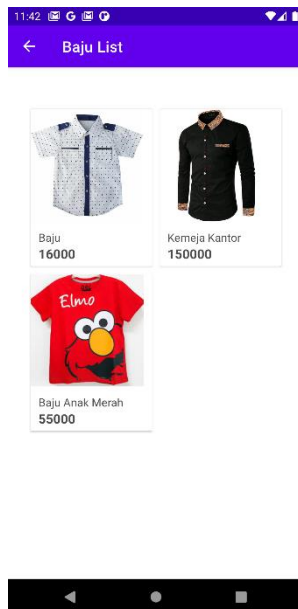 11:42
Baju List
Baju
16000
Kemeja Kantor
150000
Elmo
Baju Anak Merah
55000